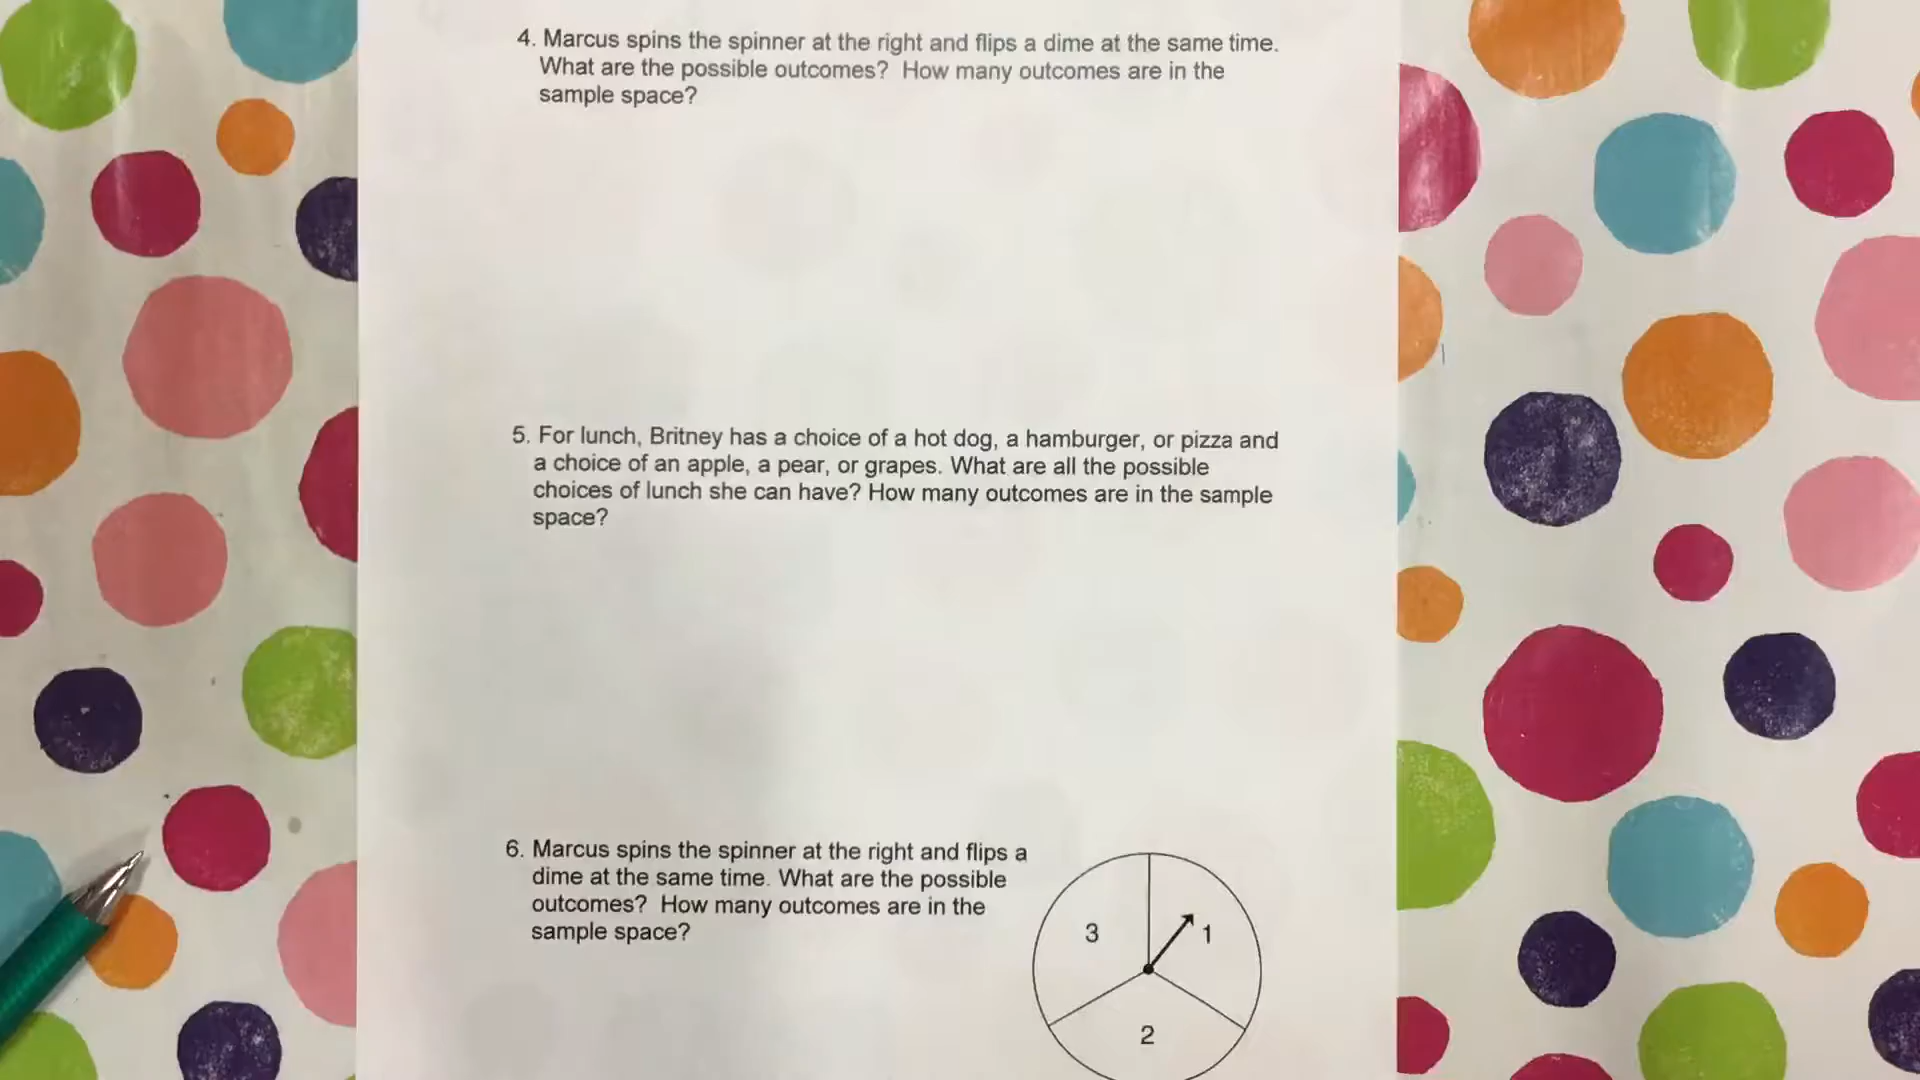 4. Marcus spins the spinner at the right and flips a dime at the same time.
What are the possible outcomes? How many outcomes are in the
sample space?
5. For lunch, Britney has a choice of a hot dog, a hamburger, or pizza and
a choice of an apple, a pear, or grapes. What are all the possible
choices of lunch she can have? How many outcomes are in the sample
space?
6. Marcus spins the spinner at the right and flips a
dime at the same time. What are the possible
outcomes? How many outcomes are in the
sample space?
3
1
2